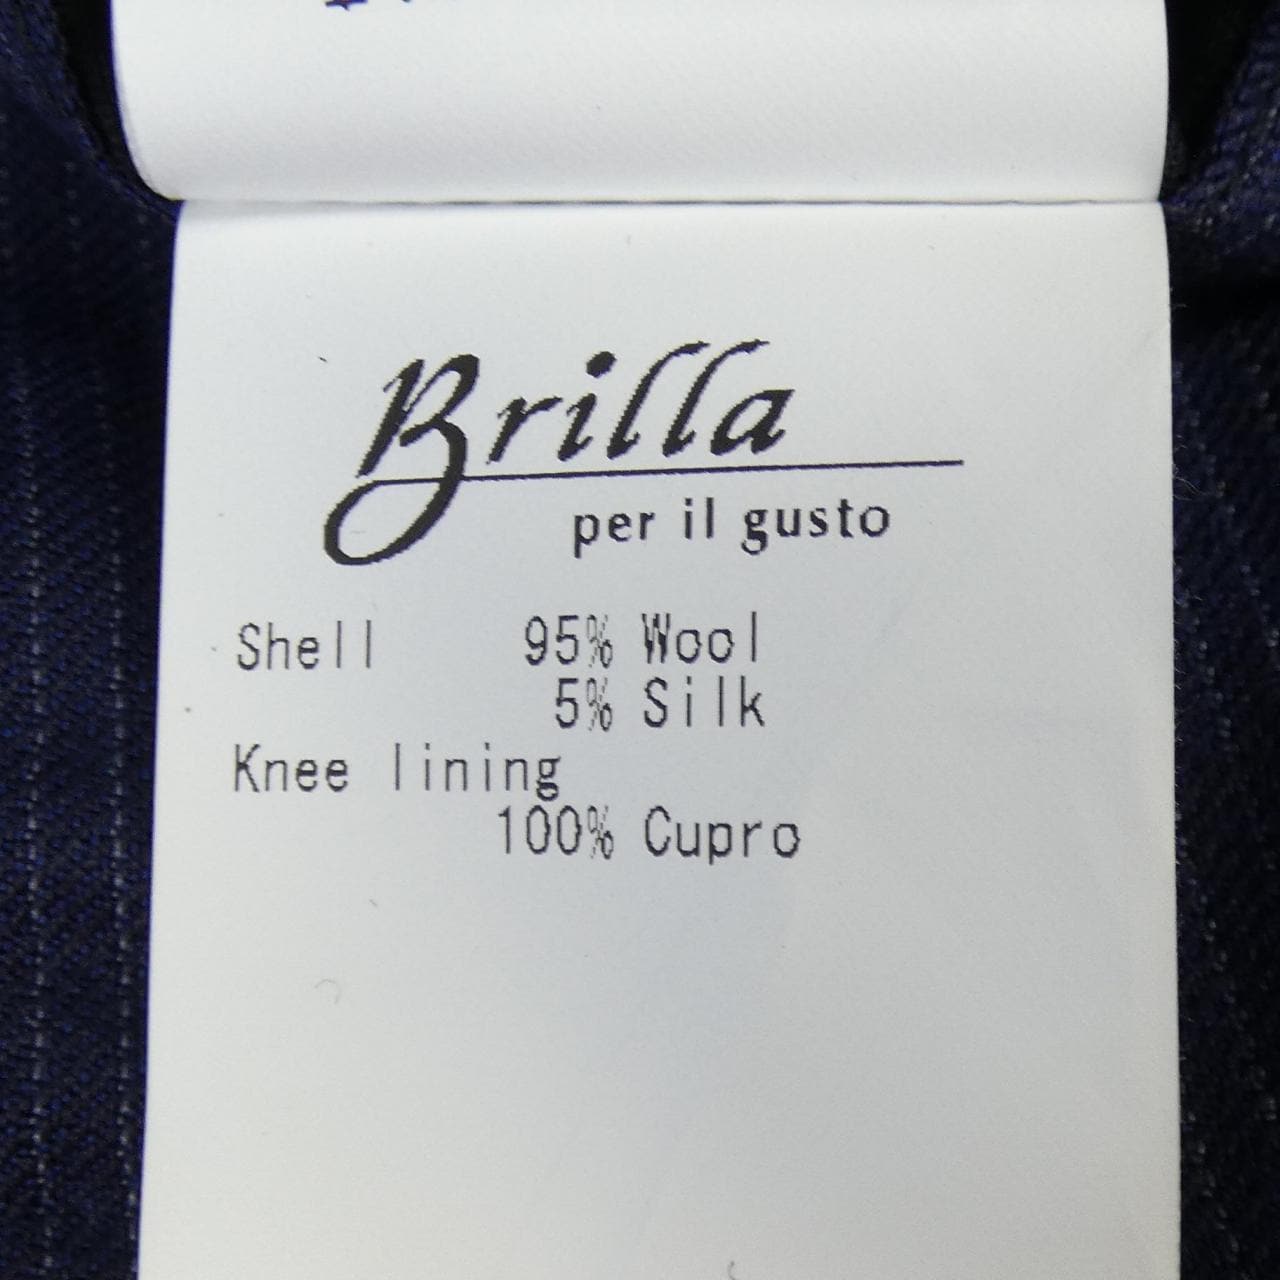 Brilla
per il gusto
Shell 95% Wool
5% Silk
Knee lining
100% Cupro